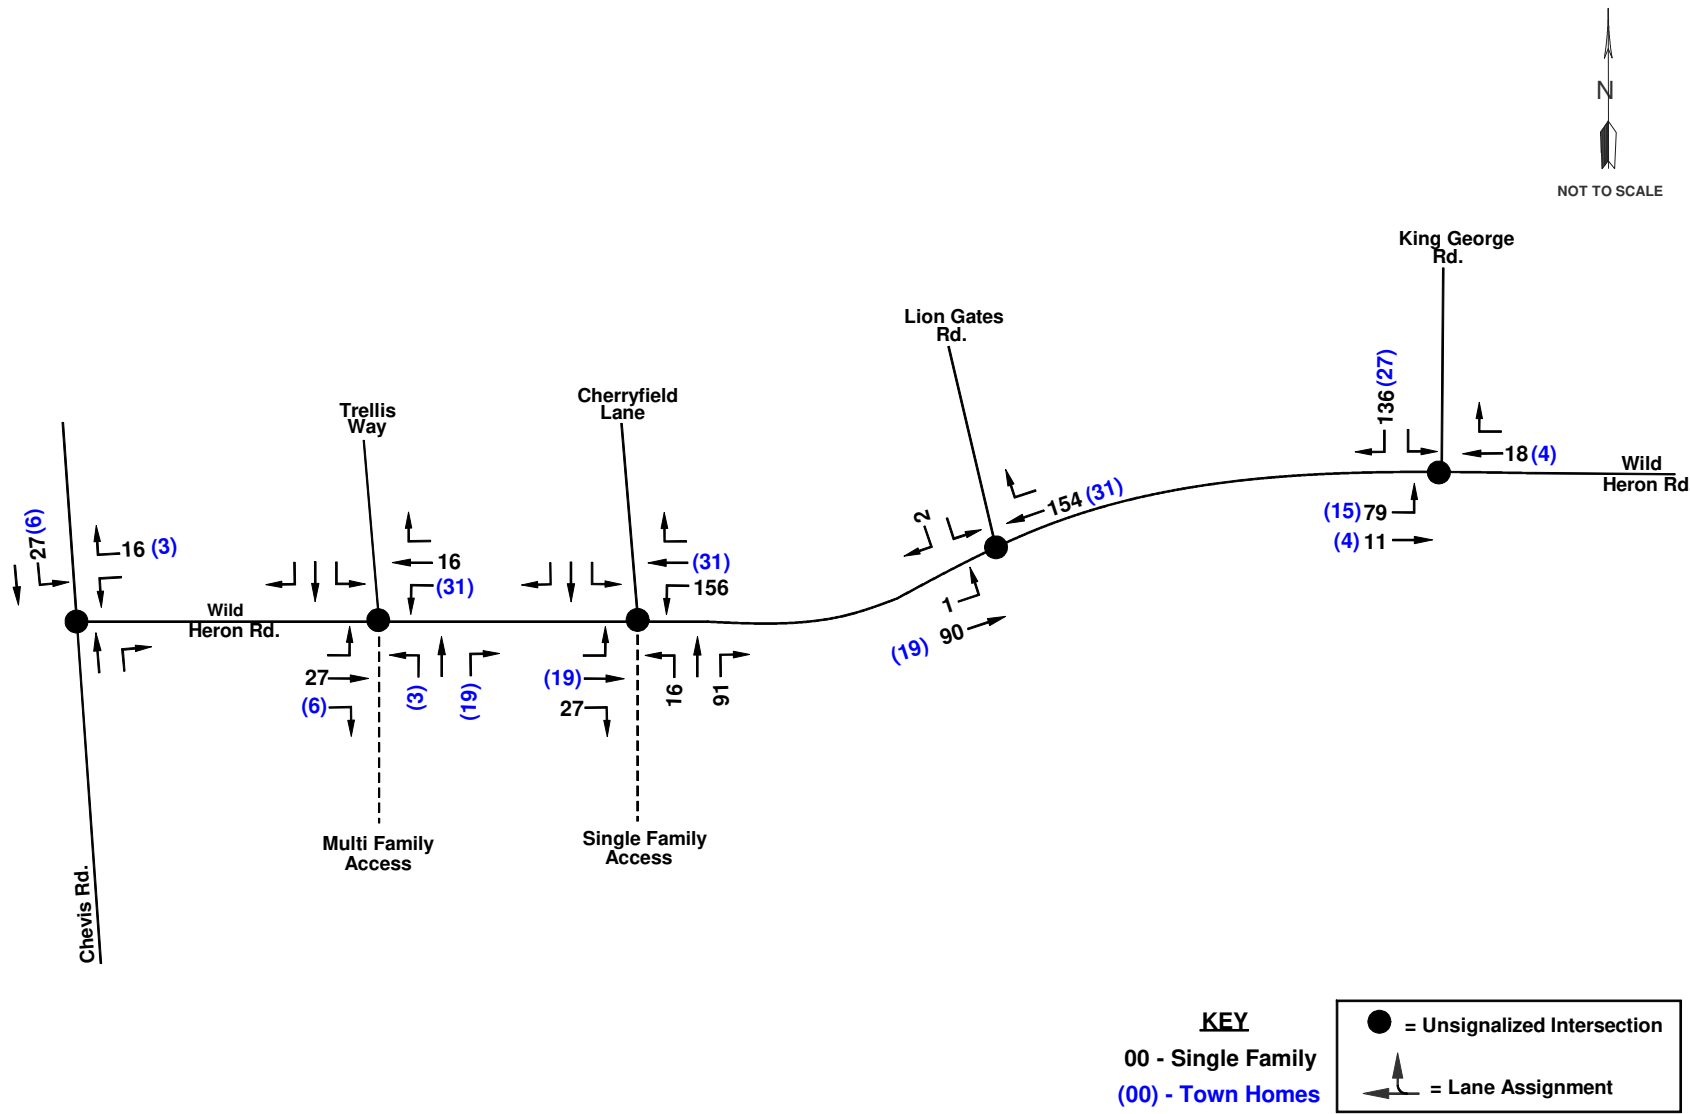 N
NOT TO SCALE
King George
Rd.
Lion Gates
Rd.
136 (27)
Cherryfield
Lane
Trellis
Way
18 (4)
Wild
Heron Rd
154 (31)
(15) 79
(4) 11
2
27 (6)
16 (3)
16
(31)
(31)
156
1
(19) 90
Wild
Heron Rd.
27
(6)
(3)
(19)
(19)
27
16
91
Multi Family
Access
Single Family
Access
Chevis Rd.
KEY
00 - Single Family
(00) - Town Homes
= Unsignalized Intersection
= Lane Assignment